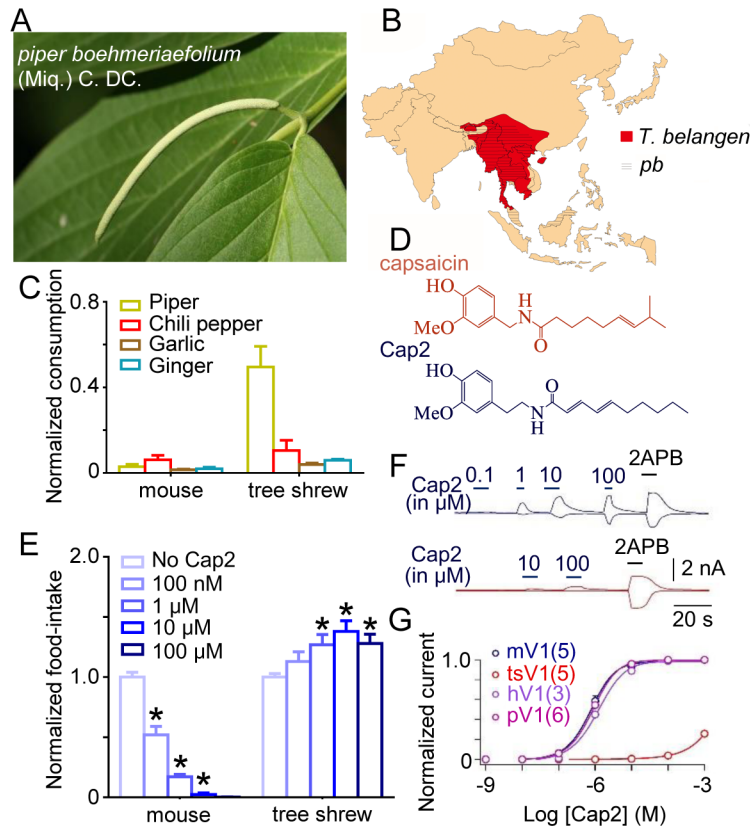 A
piper boehmeriaefolium
(Miq.) C. DC.
B
T. belangen
pb
C
Normalized consumption
0.8
0.4
0
Piper
Chili pepper
Garlic
Ginger
mouse
tree shrew
D
capsaicin
HO
MeO
H
N
O
Cap2
HO
MeO
N
H
O
E
Normalized food-intake
2.0
1.0
0
No Cap2
100 nM
1 µM
10 µM
100 µM
* * *
* * *
mouse
tree shrew
F
Cap2
(in µM)
0.1 1 10 100 2APB
Cap2
(in µM)
10 100 2APB
2 nA
20 s
G
Normalized current
1.0
0
mV1(5)
tsV1(5)
hV1(3)
pV1(6)
-9 -6 -3
Log [Cap2] (M)